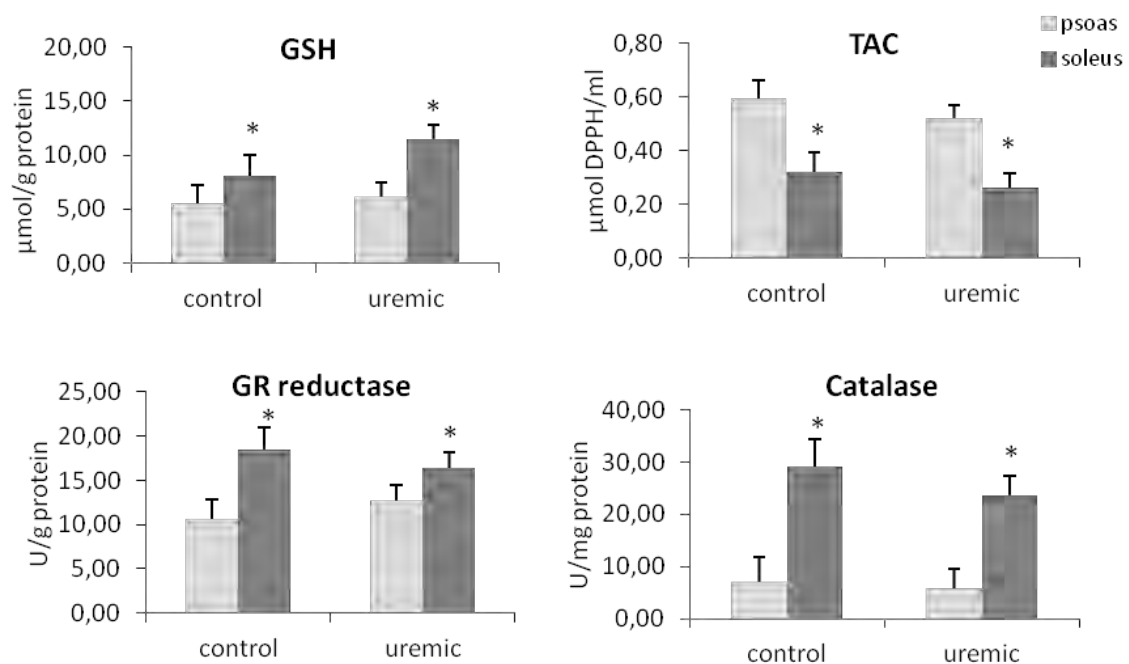 GSH
20,00
15,00
10,00
5,00
0,00
µmol/g protein
*
*
control
uremic
TAC
psoas
soleus
0,80
0,60
0,40
0,20
0,00
µmol DPPH/ml
*
*
control
uremic
GR reductase
25,00
20,00
15,00
10,00
5,00
0,00
U/g protein
*
*
control
uremic
Catalase
40,00
30,00
20,00
10,00
0,00
U/mg protein
*
*
control
uremic